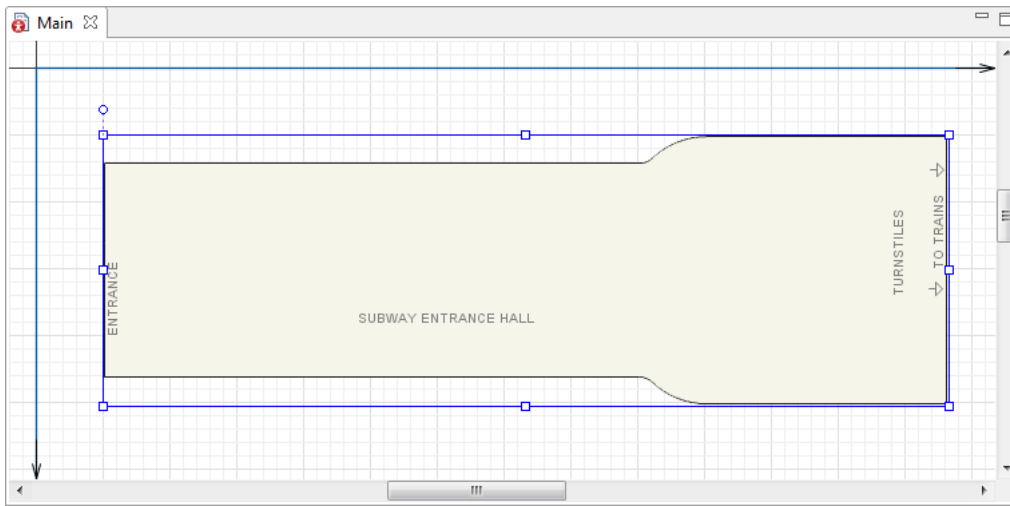 Main
ENTRANCE
SUBWAY ENTRANCE HALL
TURNSTILES
TO TRAINS